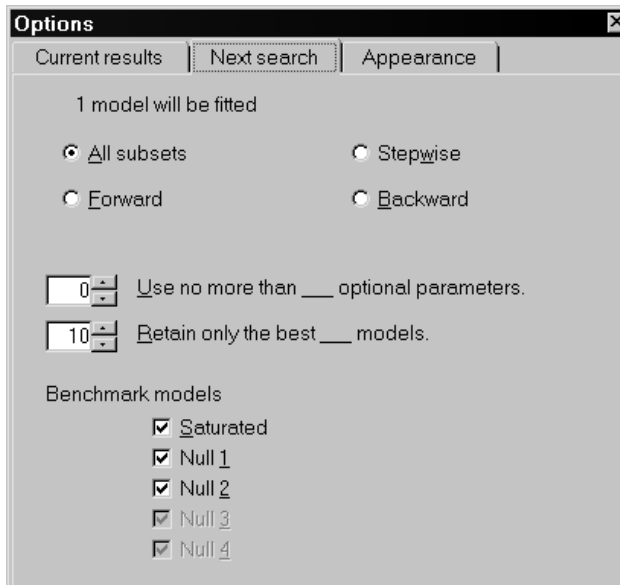 Options
Current results Next search Appearance
1 model will be fitted
All subsets Stepwise
Forward Backward
0 Use no more than ___ optional parameters.
10 Retain only the best ___ models.
Benchmark models
Saturated
Null 1
Null 2
Null 3
Null 4